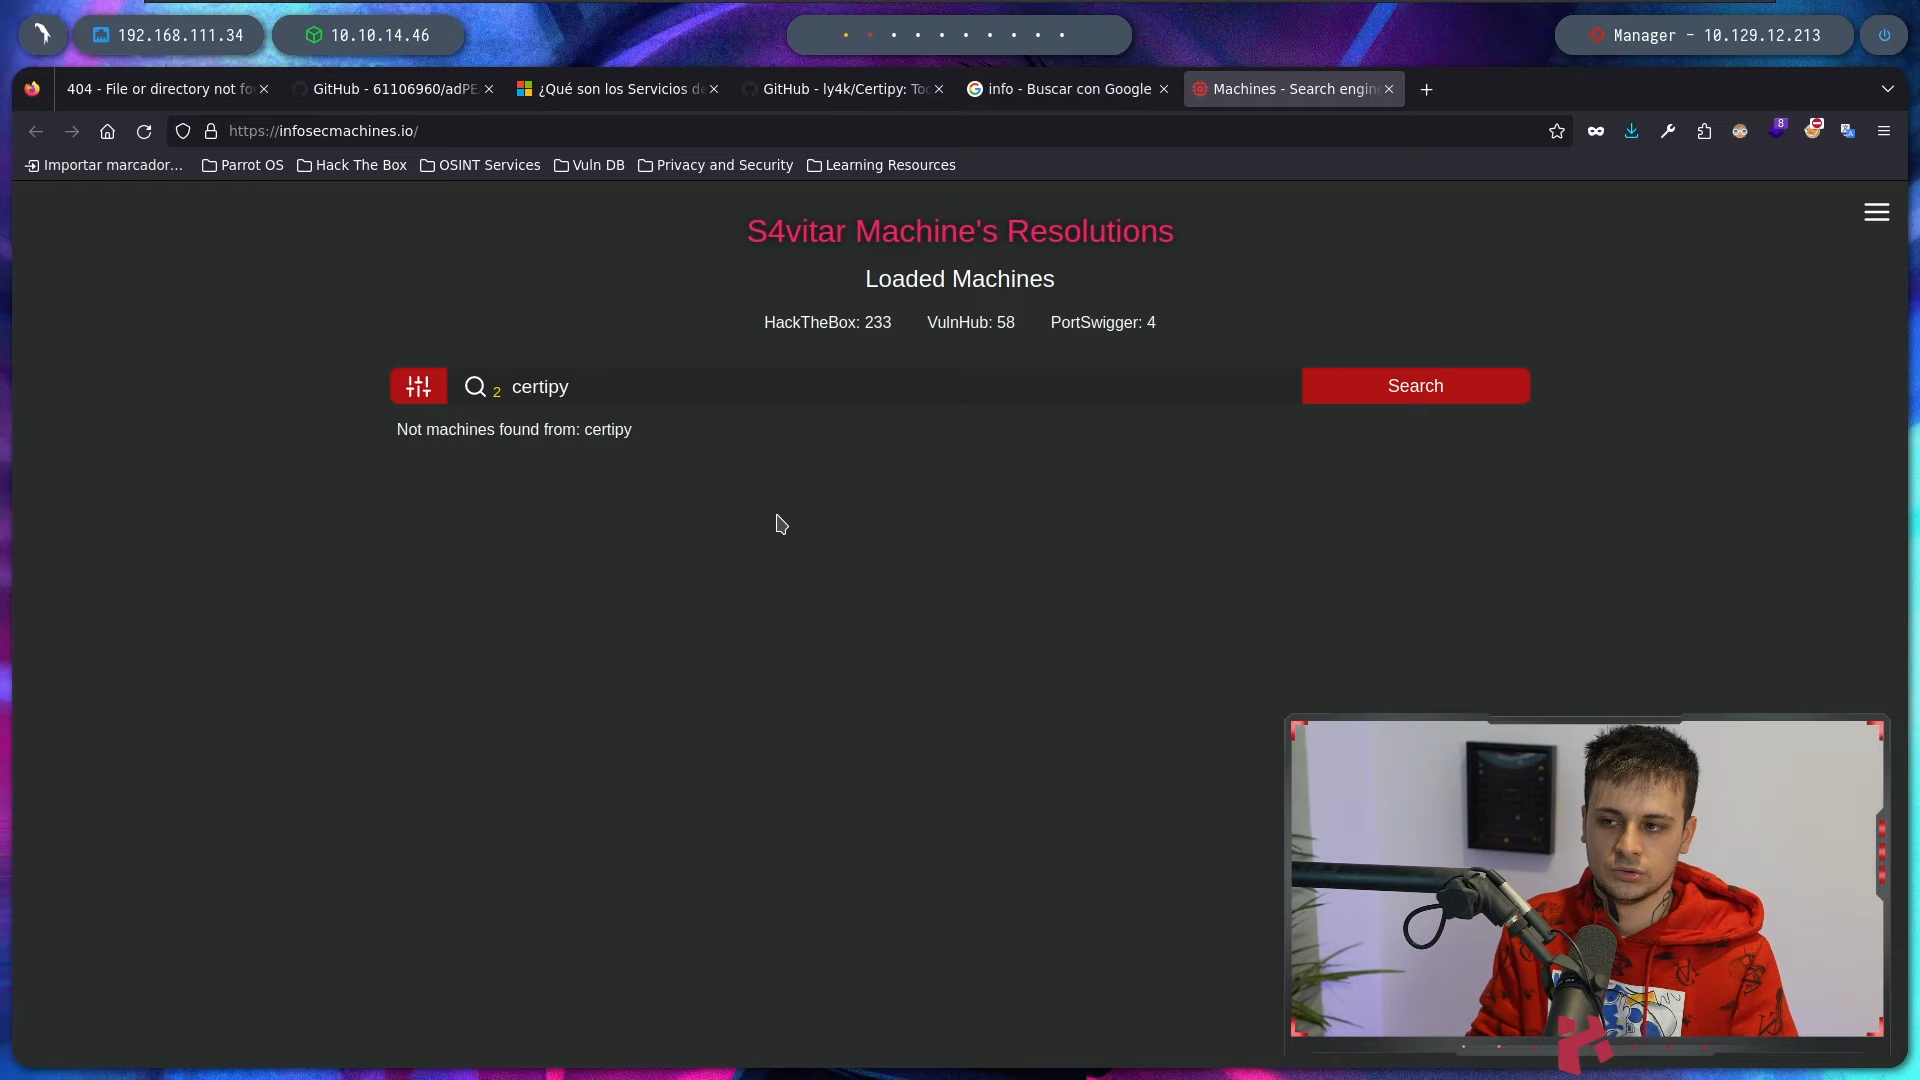 192.168.111.34
10.10.14.46
Manager - 10.129.12.213
404 - File or directory not fo
GitHub - 61106960/adPE
¿Qué son los Servicios de
GitHub - ly4k/Certipy: Too
info - Buscar con Google
Machines - Search engine
https://infosecmachines.io/
8
Importar marcador...
Parrot OS
Hack The Box
OSINT Services
Vuln DB
Privacy and Security
Learning Resources
S4vitar Machine's Resolutions
Loaded Machines
HackTheBox: 233
VulnHub: 58
PortSwigger: 4
2
certipy
Search
Not machines found from: certipy